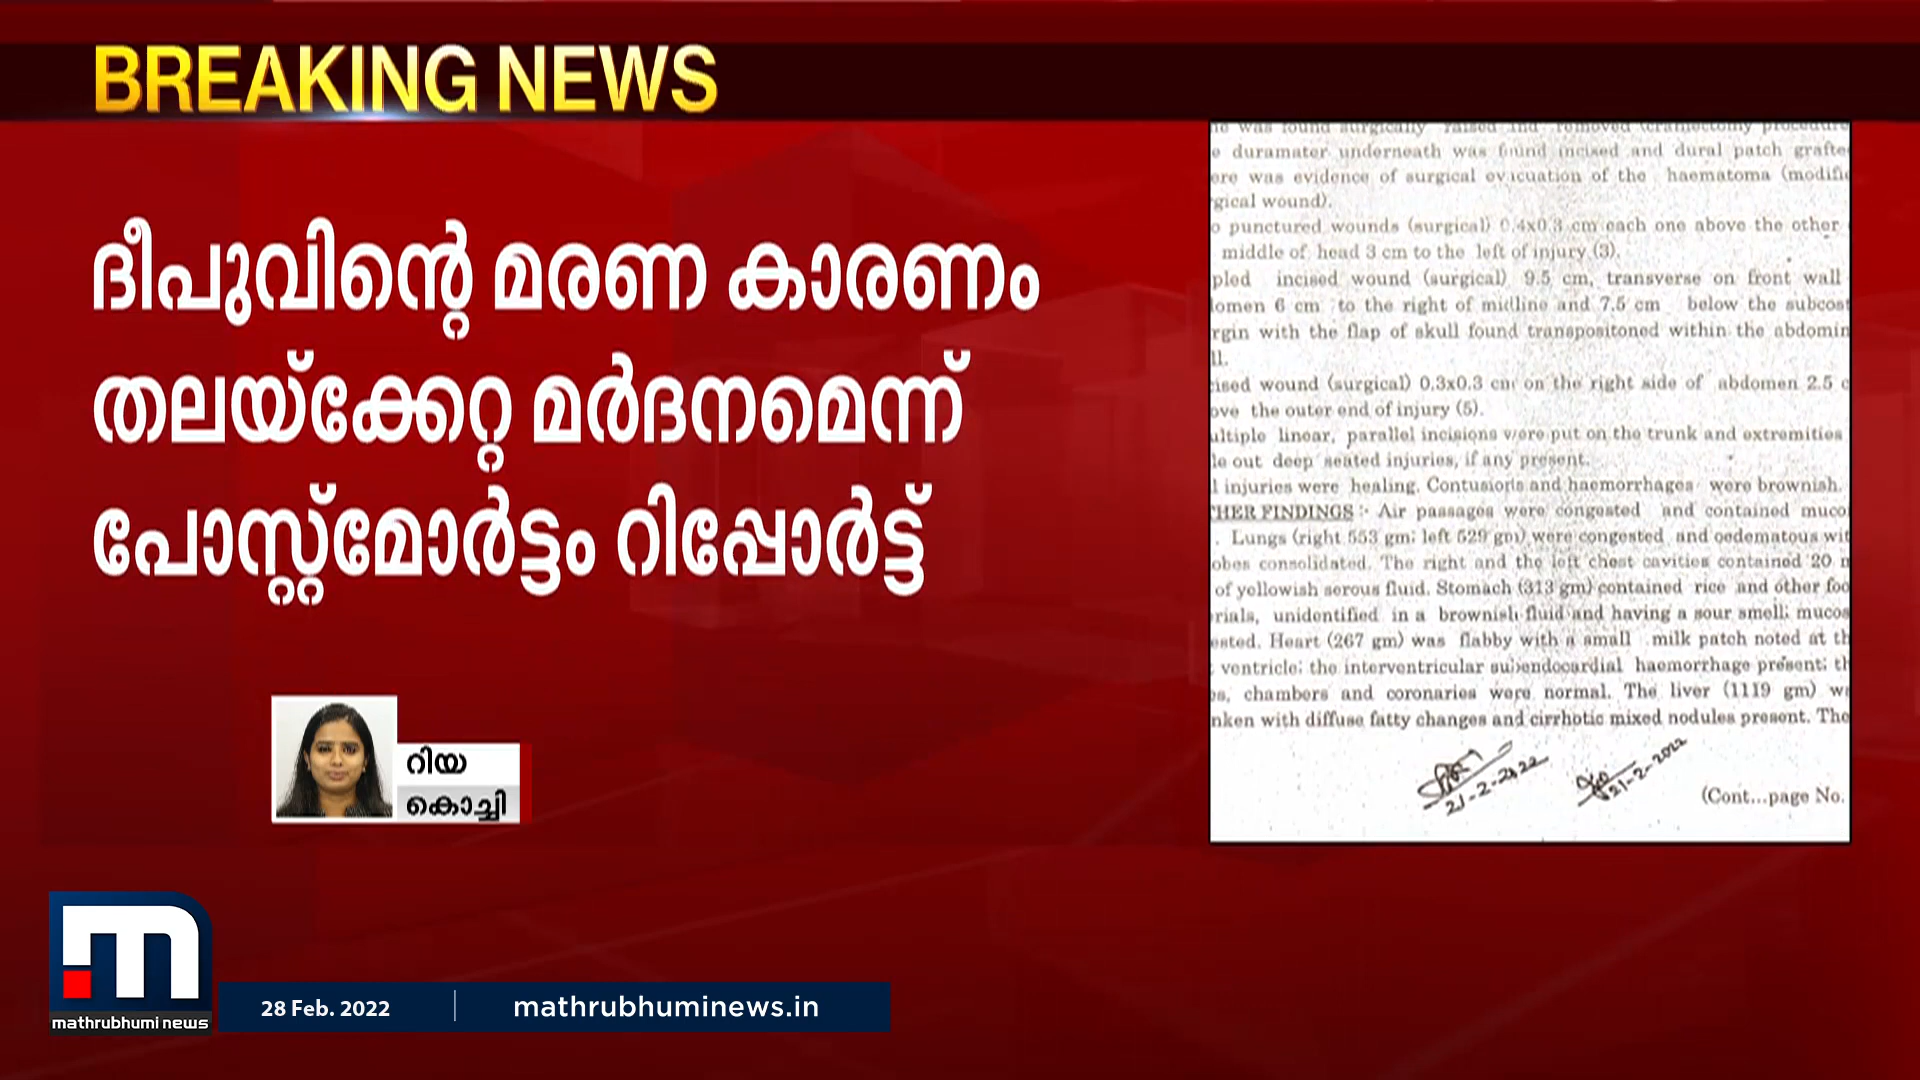 BREAKING NEWS
ദീപുവിന്റെ മരണ കാരണം
തലയ്ക്കേറ്റ മർദനമെന്ന്
പോസ്റ്റ്മോർട്ടം റിപ്പോർട്ട്
റിയ
കൊച്ചി
was found surgically raised and removed (craniectomy procedure
duramater underneath was found incised and dural patch grafte
ere was evidence of surgical evacuation of the haematoma (modifi
gical wound).
o punctured wounds (surgical) 0.4x0.3 cm each one above the other
middle of head 3 cm to the left of injury (3).
pled incised wound (surgical) 9.5 cm, transverse on front wall
omen 6 cm to the right of midline and 7.5 cm below the subcost
rgin with the flap of skull found transpositoned within the abdomin
ll.
ised wound (surgical) 0.3x0.3 cm on the right side of abdomen 2.5 c
ove the outer end of injury (5).
ultiple linear, parallel incisions were put on the trunk and extremities
le out deep seated injuries, if any present.
l injuries were healing. Contusions and haemorrhages were brownish.
HER FINDINGS :- Air passages were congested and contained muco
. Lungs (right 553 gm; left 529 gm) were congested and oedematous wit
obes consolidated. The right and the left chest cavities contained 20 m
of yellowish serous fluid. Stomach (313 gm) contained rice and other foo
rials, unidentified in a brownish fluid and having a sour smell; mucos
ested. Heart (267 gm) was flabby with a small milk patch noted at th
ventricle; the interventricular subendocardial haemorrhage present; th
es, chambers and coronaries were normal. The liver (1119 gm) w
nken with diffuse fatty changes and cirrhotic mixed nodules present. The
21-2-2022
21-2-2022
(Cont...page No.
mathrubhumi news
28 Feb. 2022
mathrubhuminews.in